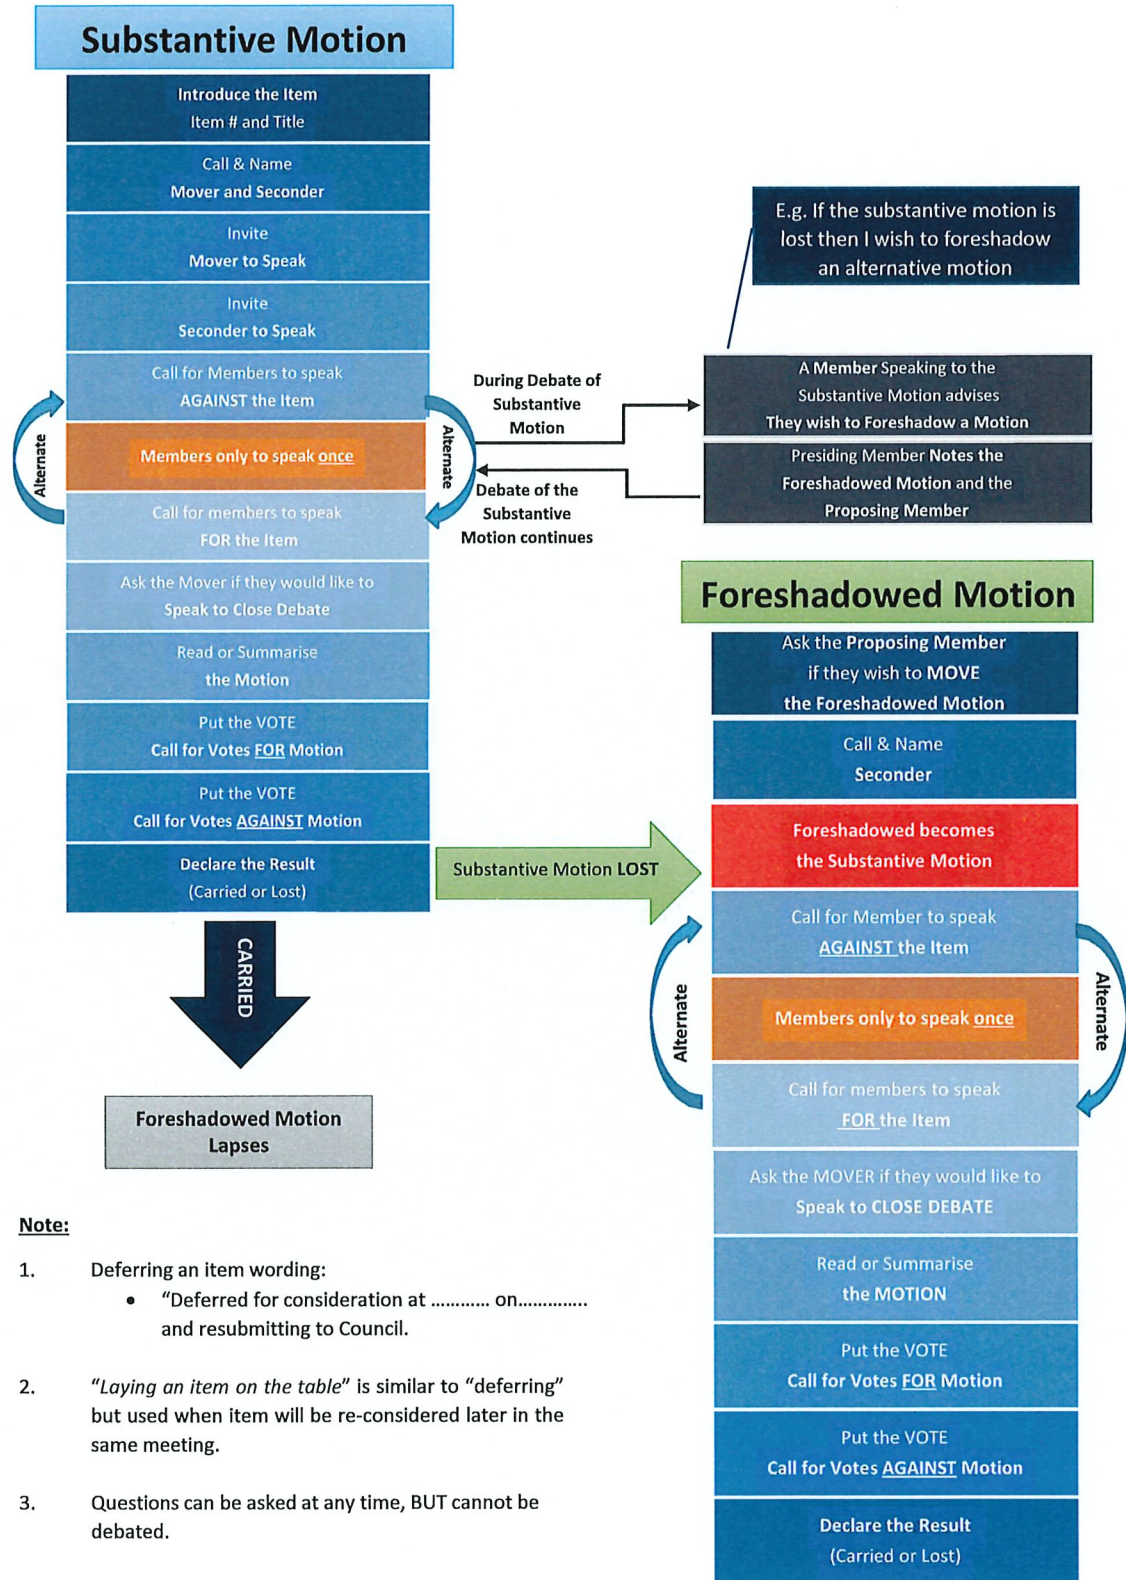 Substantive Motion
Introduce the Item
Item # and Title
Call & Name
Mover and Seconder
Invite
Mover to Speak
Invite
Seconder to Speak
Call for Members to speak
AGAINST the Item
Alternate
Members only to speak once
Alternate
Call for members to speak
FOR the Item
Ask the Mover if they would like to
Speak to Close Debate
Read or Summarise
the Motion
Put the VOTE
Call for Votes FOR Motion
Put the VOTE
Call for Votes AGAINST Motion
Declare the Result
(Carried or Lost)
During Debate of
Substantive
Motion
Debate of the
Substantive
Motion continues
E.g. If the substantive motion is
lost then I wish to foreshadow
an alternative motion
A Member Speaking to the
Substantive Motion advises
They wish to Foreshadow a Motion
Presiding Member Notes the
Foreshadowed Motion and the
Proposing Member
Substantive Motion LOST
CARRIED
Foreshadowed Motion
Lapses
Foreshadowed Motion
Ask the Proposing Member
if they wish to MOVE
the Foreshadowed Motion
Call & Name
Seconder
Foreshadowed becomes
the Substantive Motion
Call for Member to speak
AGAINST the Item
Alternate
Members only to speak once
Alternate
Call for members to speak
FOR the Item
Ask the MOVER if they would like to
Speak to CLOSE DEBATE
Read or Summarise
the MOTION
Put the VOTE
Call for Votes FOR Motion
Put the VOTE
Call for Votes AGAINST Motion
Declare the Result
(Carried or Lost)
Note:
1. Deferring an item wording:
• "Deferred for consideration at ............ on..............
and resubmitting to Council.
2. "Laying an item on the table" is similar to "deferring"
but used when item will be re-considered later in the
same meeting.
3. Questions can be asked at any time, BUT cannot be
debated.